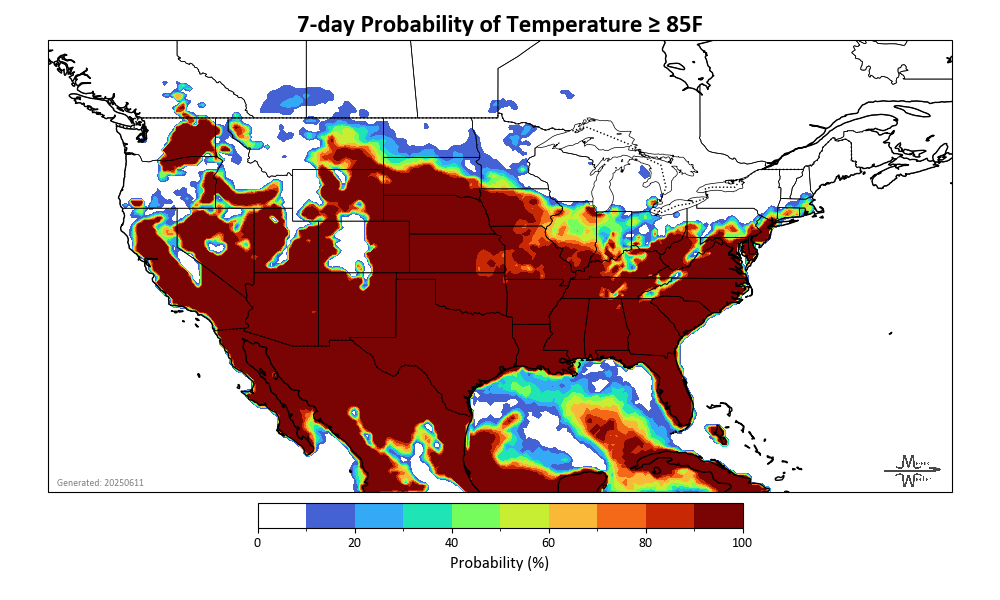 7-day Probability of Temperature ≥ 85F
Generated: 20250611
0 20 40 60 80 100
Probability (%)